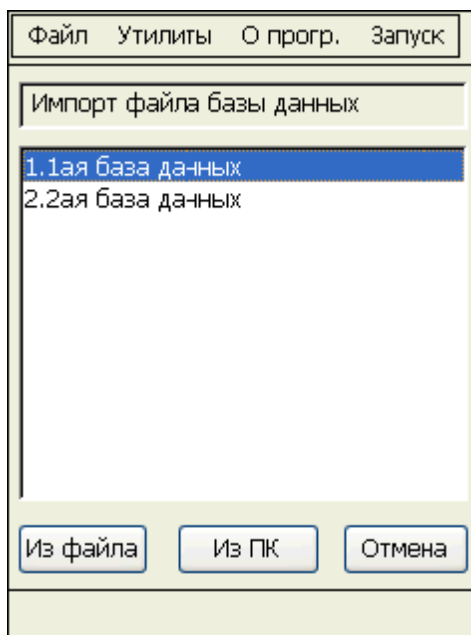 Файл Утилиты О прогр. Запуск
Импорт файла базы данных
1.1ая база данных
2.2ая база данных
Из файла Из ПК Отмена